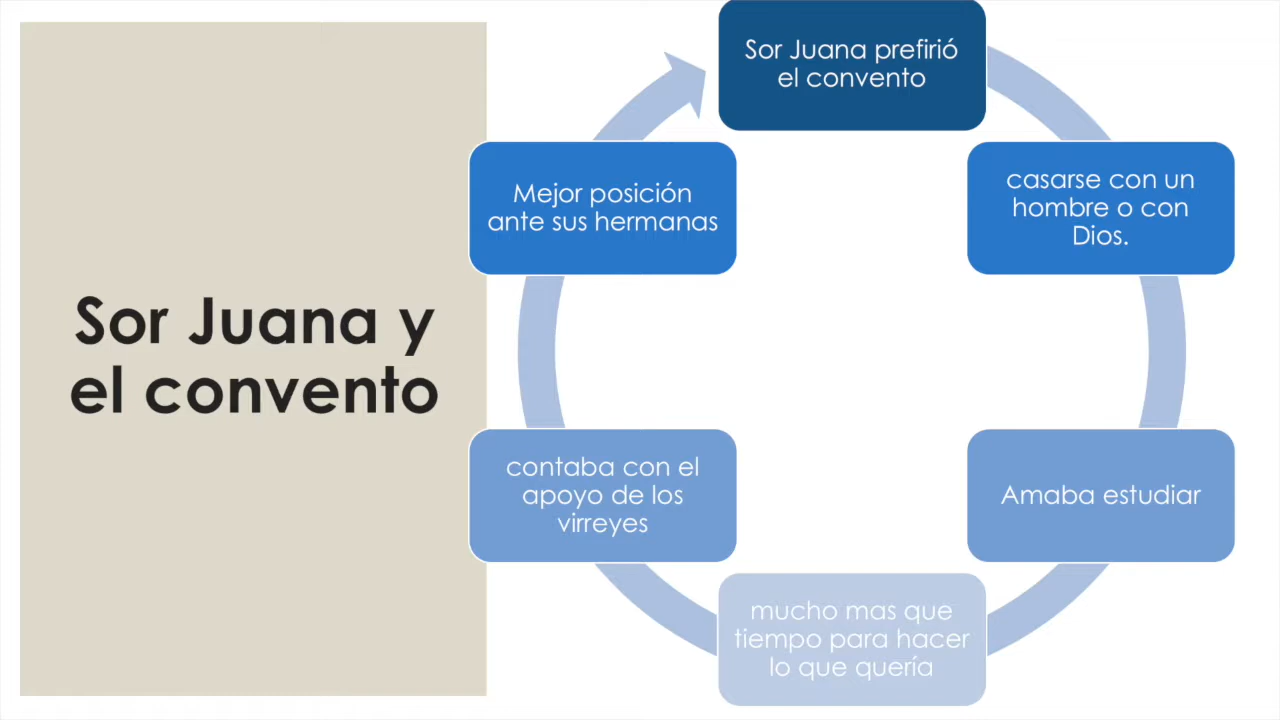 Sor Juana y
el convento
Sor Juana prefirió
el convento
casarse con un
hombre o con
Dios.
Amaba estudiar
mucho mas que
tiempo para hacer
lo que quería
contaba con el
apoyo de los
virreyes
Mejor posición
ante sus hermanas